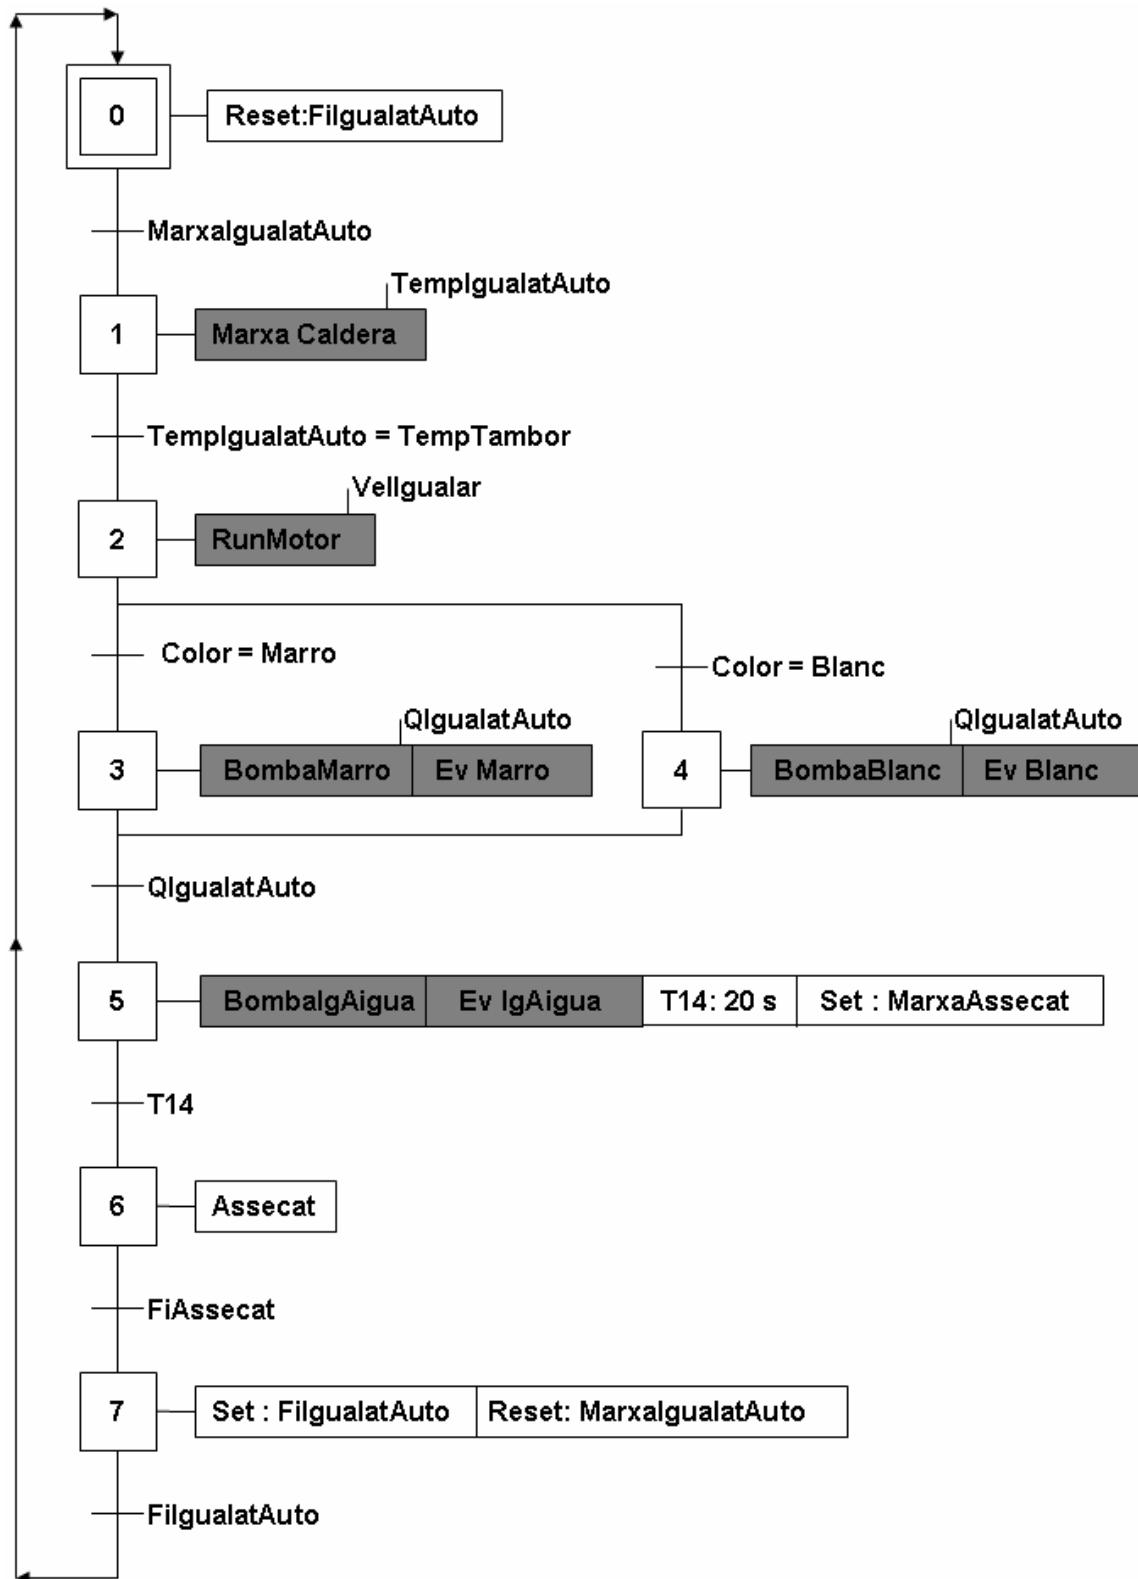 0
Reset:FiIgualatAuto
MarxaIgualatAuto
TempIgualatAuto
1
Marxa Caldera
TempIgualatAuto = TempTambor
VelIgualar
2
RunMotor
Color = Marro
Color = Blanc
QIgualatAuto
QIgualatAuto
3
BombaMarro
Ev Marro
4
BombaBlanc
Ev Blanc
QIgualatAuto
5
BombaIgAigua
Ev IgAigua
T14: 20 s
Set : MarxaAssecat
T14
6
Assecat
FiAssecat
7
Set : FiIgualatAuto
Reset: MarxaIgualatAuto
FiIgualatAuto